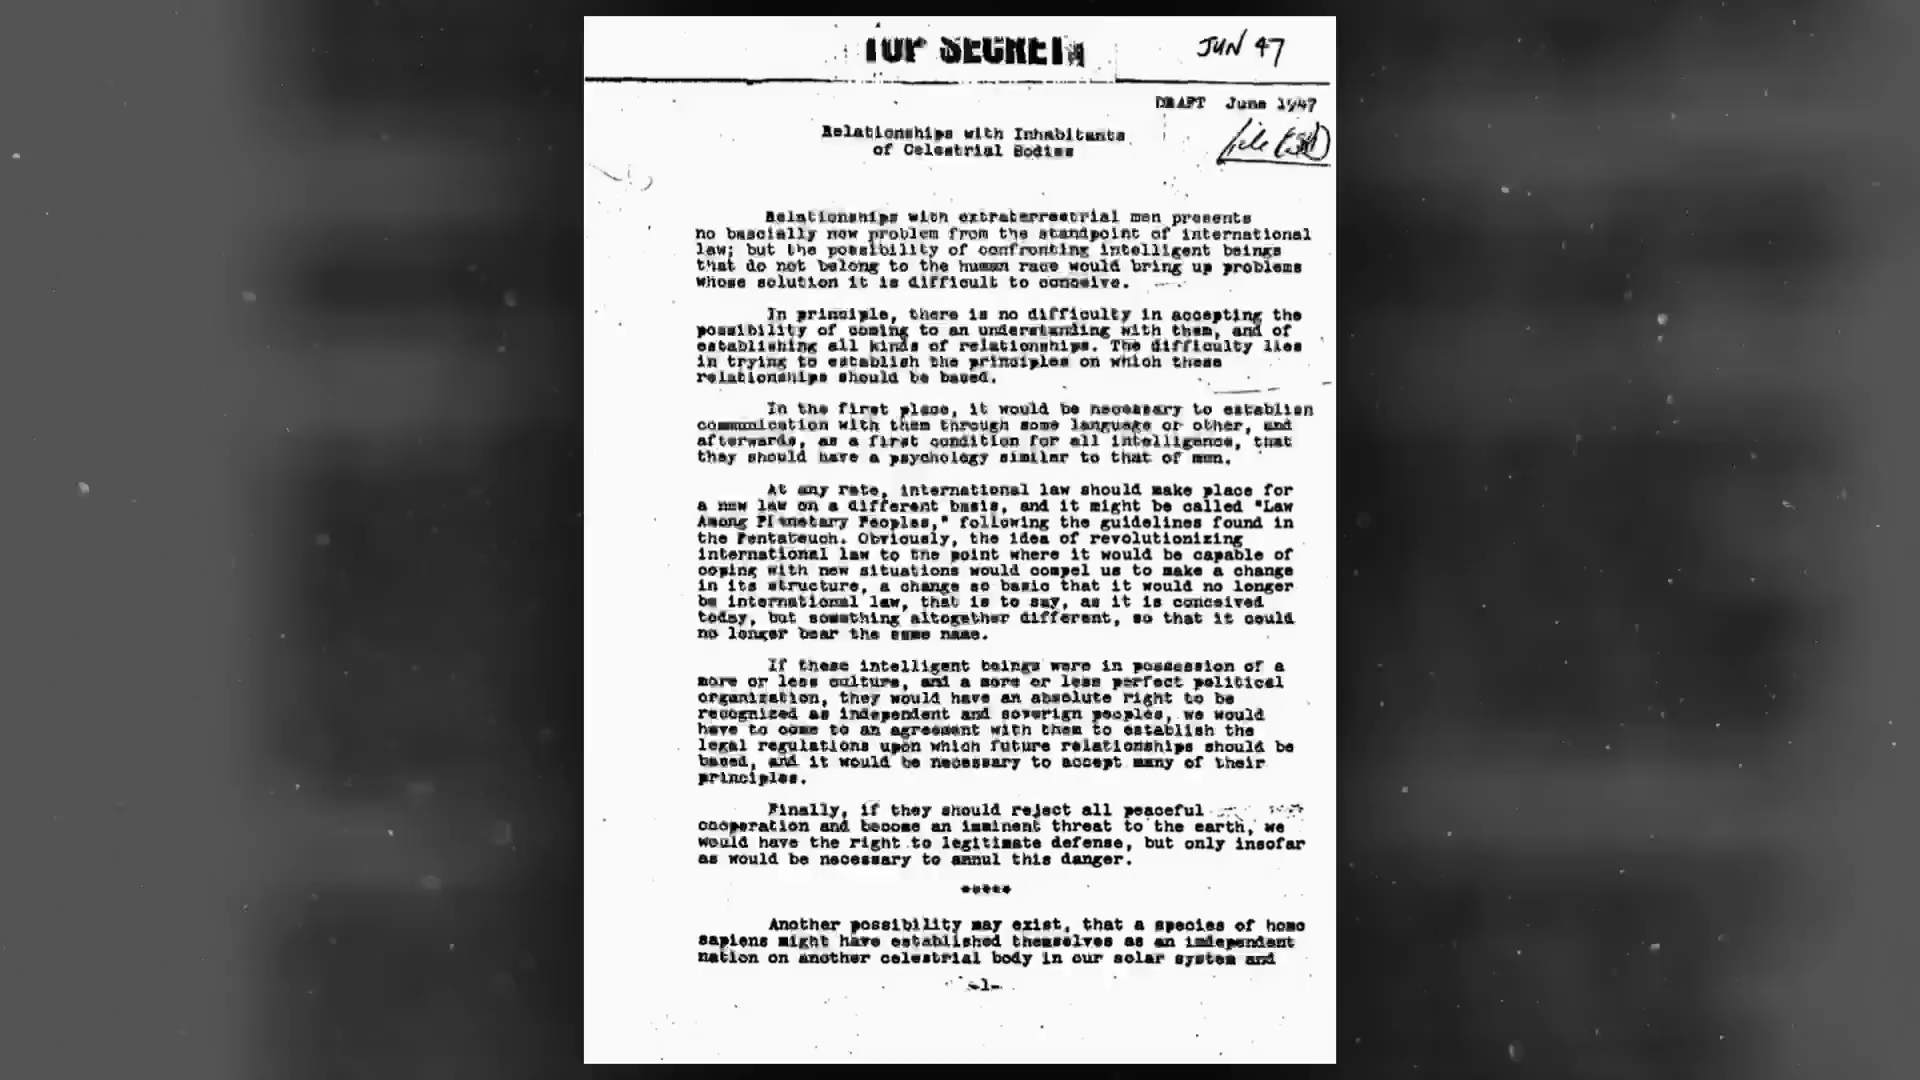 TOP SECRET
JUN 47
DRAFT June 1947
Relationships with Inhabitants
of Celestrial Bodies
Relationships with extraterrestrial men presents
no bascially new problem from the standpoint of international
law; but the possibility of confronting intelligent beings
that do not belong to the human race would bring up problems
whose solution it is difficult to conceive.
In principle, there is no difficulty in accepting the
possibility of coming to an understanding with them, and of
establishing all kinds of relationships. The difficulty lies
in trying to establish the principles on which these
relationships should be based.
In the first place, it would be necessary to establish
communication with them through some language or other, and
afterwards, as a first condition for all intelligence, that
they should have a psychology similar to that of men.
At any rate, international law should make place for
a new law on a different basis, and it might be called "Law
Among Planetary Peoples," following the guidelines found in
the Pentateuch. Obviously, the idea of revolutionizing
international law to the point where it would be capable of
coping with new situations would compel us to make a change
in its structure, a change so basic that it would no longer
be international law, that is to say, as it is conceived
today, but something altogether different, so that it could
no longer bear the same name.
If these intelligent beings were in possession of a
more or less culture, and a more or less perfect political
organization, they would have an absolute right to be
recognized as independent and soverign peoples, we would
have to come to an agreement with them to establish the
legal regulations upon which future relationships should be
based, and it would be necessary to accept many of their
principles.
Finally, if they should reject all peaceful
cooperation and become an imminent threat to the earth, we
would have the right to legitimate defense, but only insofar
as would be necessary to annul this danger.
*****
Another possibility may exist, that a species of homo
sapiens might have established themselves as an independent
nation on another celestrial body in our solar system and
-1-